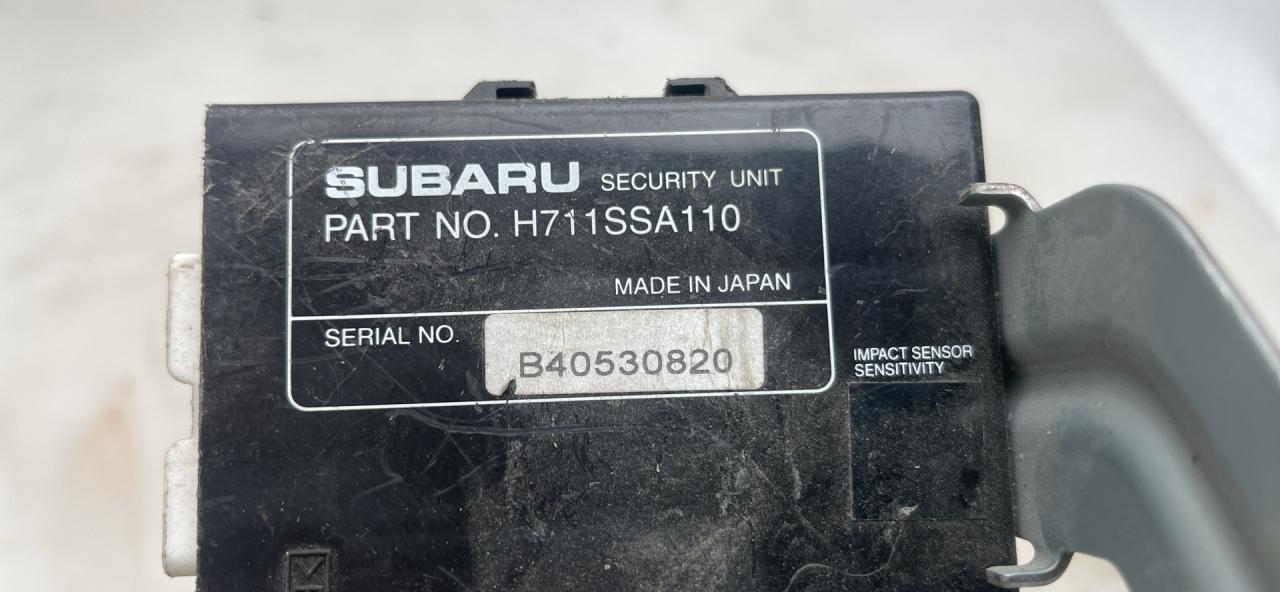 SUBARU SECURITY UNIT
PART NO. H711SSA110
MADE IN JAPAN
SERIAL NO. B40530820
IMPACT SENSOR
SENSITIVITY